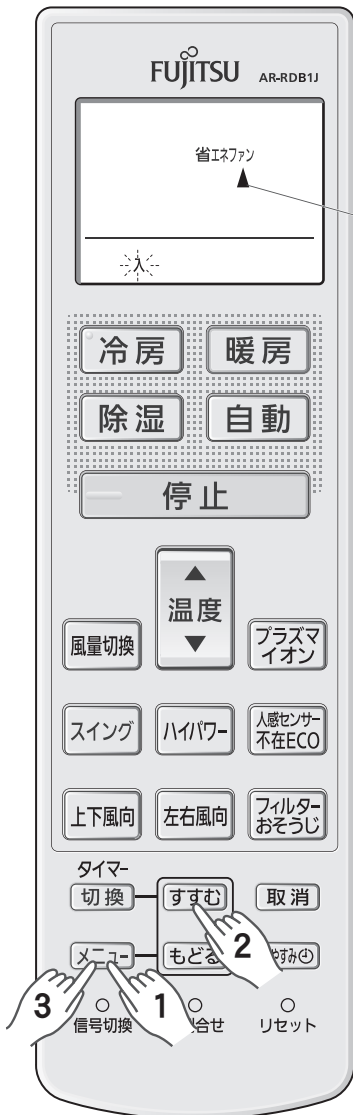 FUJITSU AR-RDB1J
省エネファン
入
冷房 暖房
除湿 自動
停止
温度
風量切換 プラズマ
イオン
スイング ハイパワー 人感センサー
不在ECO
上下風向 左右風向 フィルター
おそうじ
タイマー
切換 すすむ 取消
メニュー もどる すみ
2
3 1
信号切換 合せ リセット